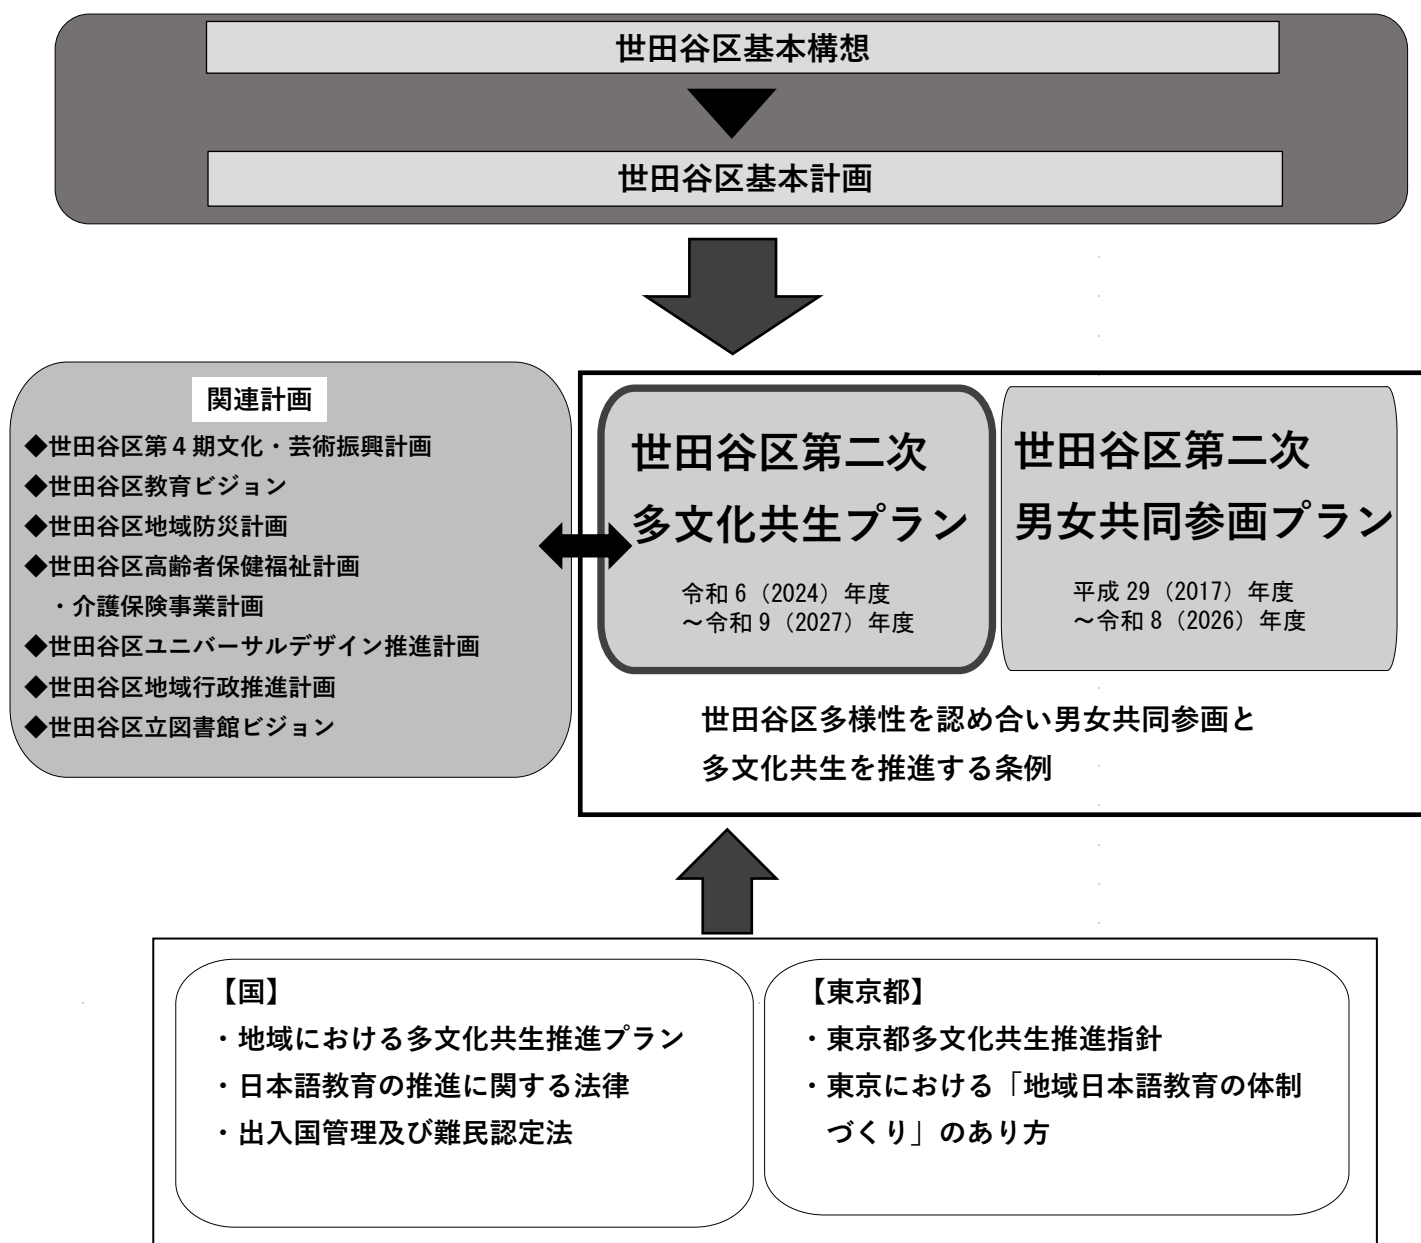 世田谷区基本構想
世田谷区基本計画
関連計画
◆世田谷区第４期文化・芸術振興計画
◆世田谷区教育ビジョン
◆世田谷区地域防災計画
◆世田谷区高齢者保健福祉計画
・介護保険事業計画
◆世田谷区ユニバーサルデザイン推進計画
◆世田谷区地域行政推進計画
◆世田谷区立図書館ビジョン
世田谷区第二次
多文化共生プラン
令和６（2024）年度
～令和９（2027）年度
世田谷区第二次
男女共同参画プラン
平成 29（2017）年度
～令和８（2026）年度
世田谷区多様性を認め合い男女共同参画と
多文化共生を推進する条例
【国】
・地域における多文化共生推進プラン
・日本語教育の推進に関する法律
・出入国管理及び難民認定法
【東京都】
・東京都多文化共生推進指針
・東京における「地域日本語教育の体制
づくり」のあり方